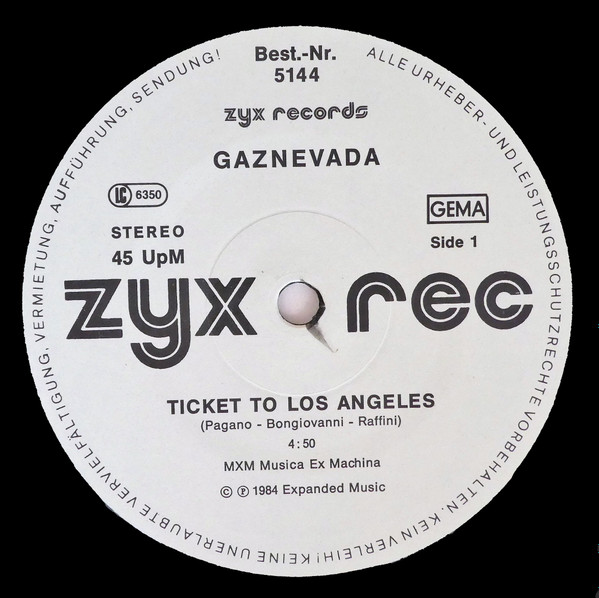 Best.-Nr.
5144
zyx records
GAZNEVADA
LC 6350
GEMA
STEREO
Side 1
45 UpM
zyx rec
TICKET TO LOS ANGELES
(Pagano - Bongiovanni - Raffini)
4:50
MXM Musica Ex Machina
© ℗ 1984 Expanded Music
ALLE URHEBER- UND LEISTUNGSSCHUTZRECHTE VORBEHALTEN. KEIN VERLEIH! KEINE UNERLAUBTE VERVIELFÄLTIGUNG, VERMIETUNG, AUFFÜHRUNG, SENDUNG!